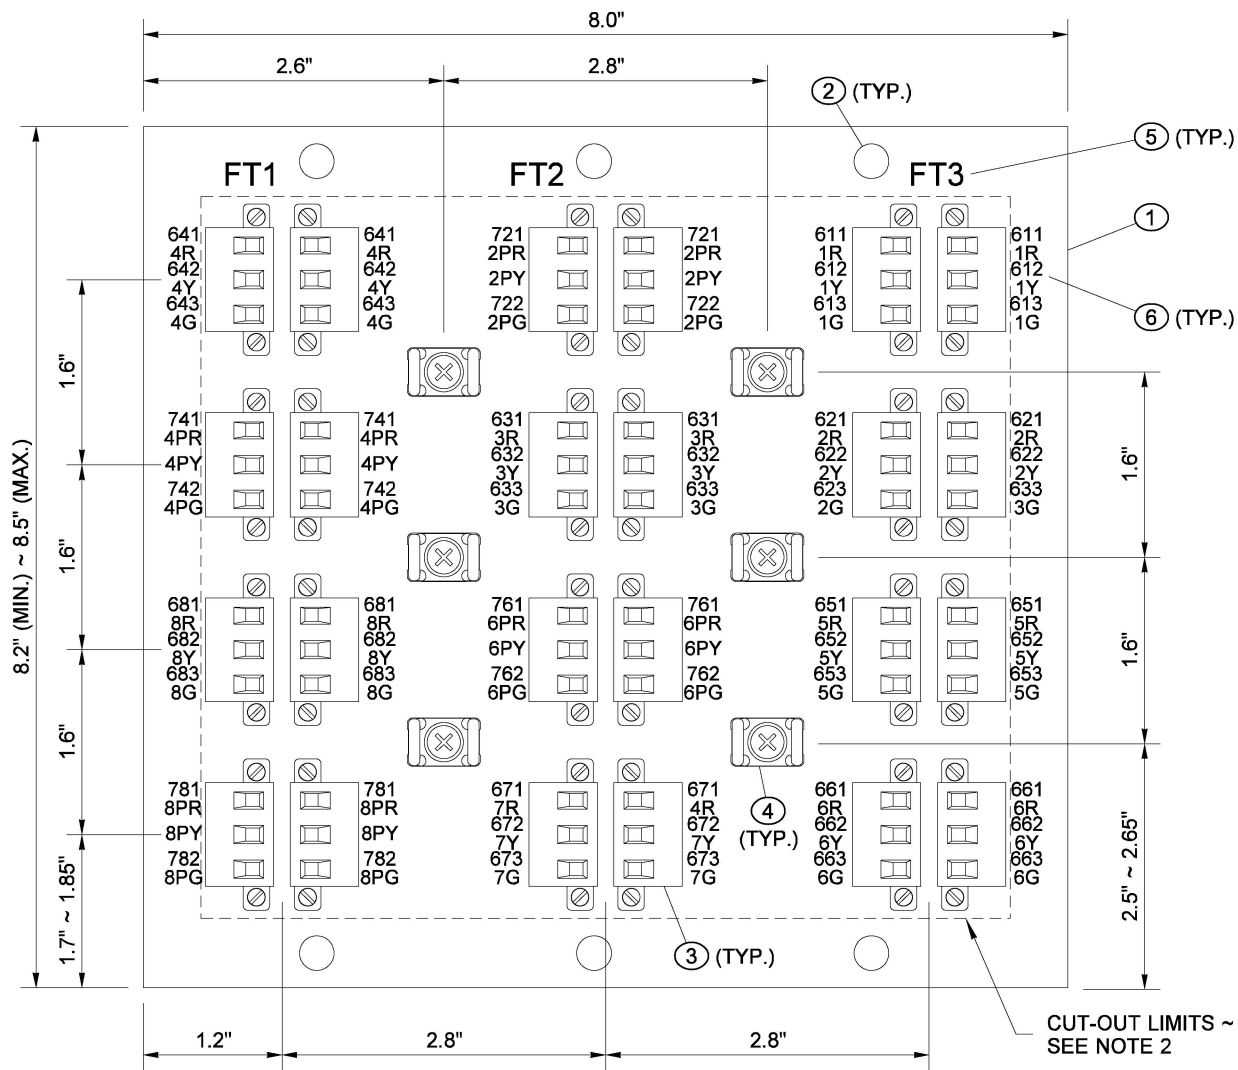 8.0"
2.6"
2.8"
2 (TYP.)
5 (TYP.)
FT1
FT2
FT3
1
641 641 721 721 611 611
4R 4R 2PR 2PR 1R 1R
642 642 612 612
4Y 4Y 2PY 2PY 1Y 1Y
643 643 722 722 613 613
4G 4G 2PG 2PG 1G 1G
6 (TYP.)
1.6"
741 741 631 631 621 621
4PR 4PR 3R 3R 2R 2R
632 632 622 622
4PY 4PY 3Y 3Y 2Y 2Y
742 742 633 633 623 633
4PG 4PG 3G 3G 2G 3G
1.6"
8.2" (MIN.) ~ 8.5" (MAX.)
1.6"
681 681 761 761 651 651
8R 8R 6PR 6PR 5R 5R
682 682 652 652
8Y 8Y 6PY 6PY 5Y 5Y
683 683 762 762 653 653
8G 8G 6PG 6PG 5G 5G
1.6"
1.6"
781 781 671 671 661 661
8PR 8PR 7R 4R 6R 6R
672 672 662 662
8PY 8PY 7Y 7Y 6Y 6Y
782 782 673 673 663 663
8PG 8PG 7G 7G 6G 6G
4
(TYP.)
1.7" ~ 1.85"
2.5" ~ 2.65"
3 (TYP.)
1.2"
2.8"
2.8"
CUT-OUT LIMITS ~
SEE NOTE 2